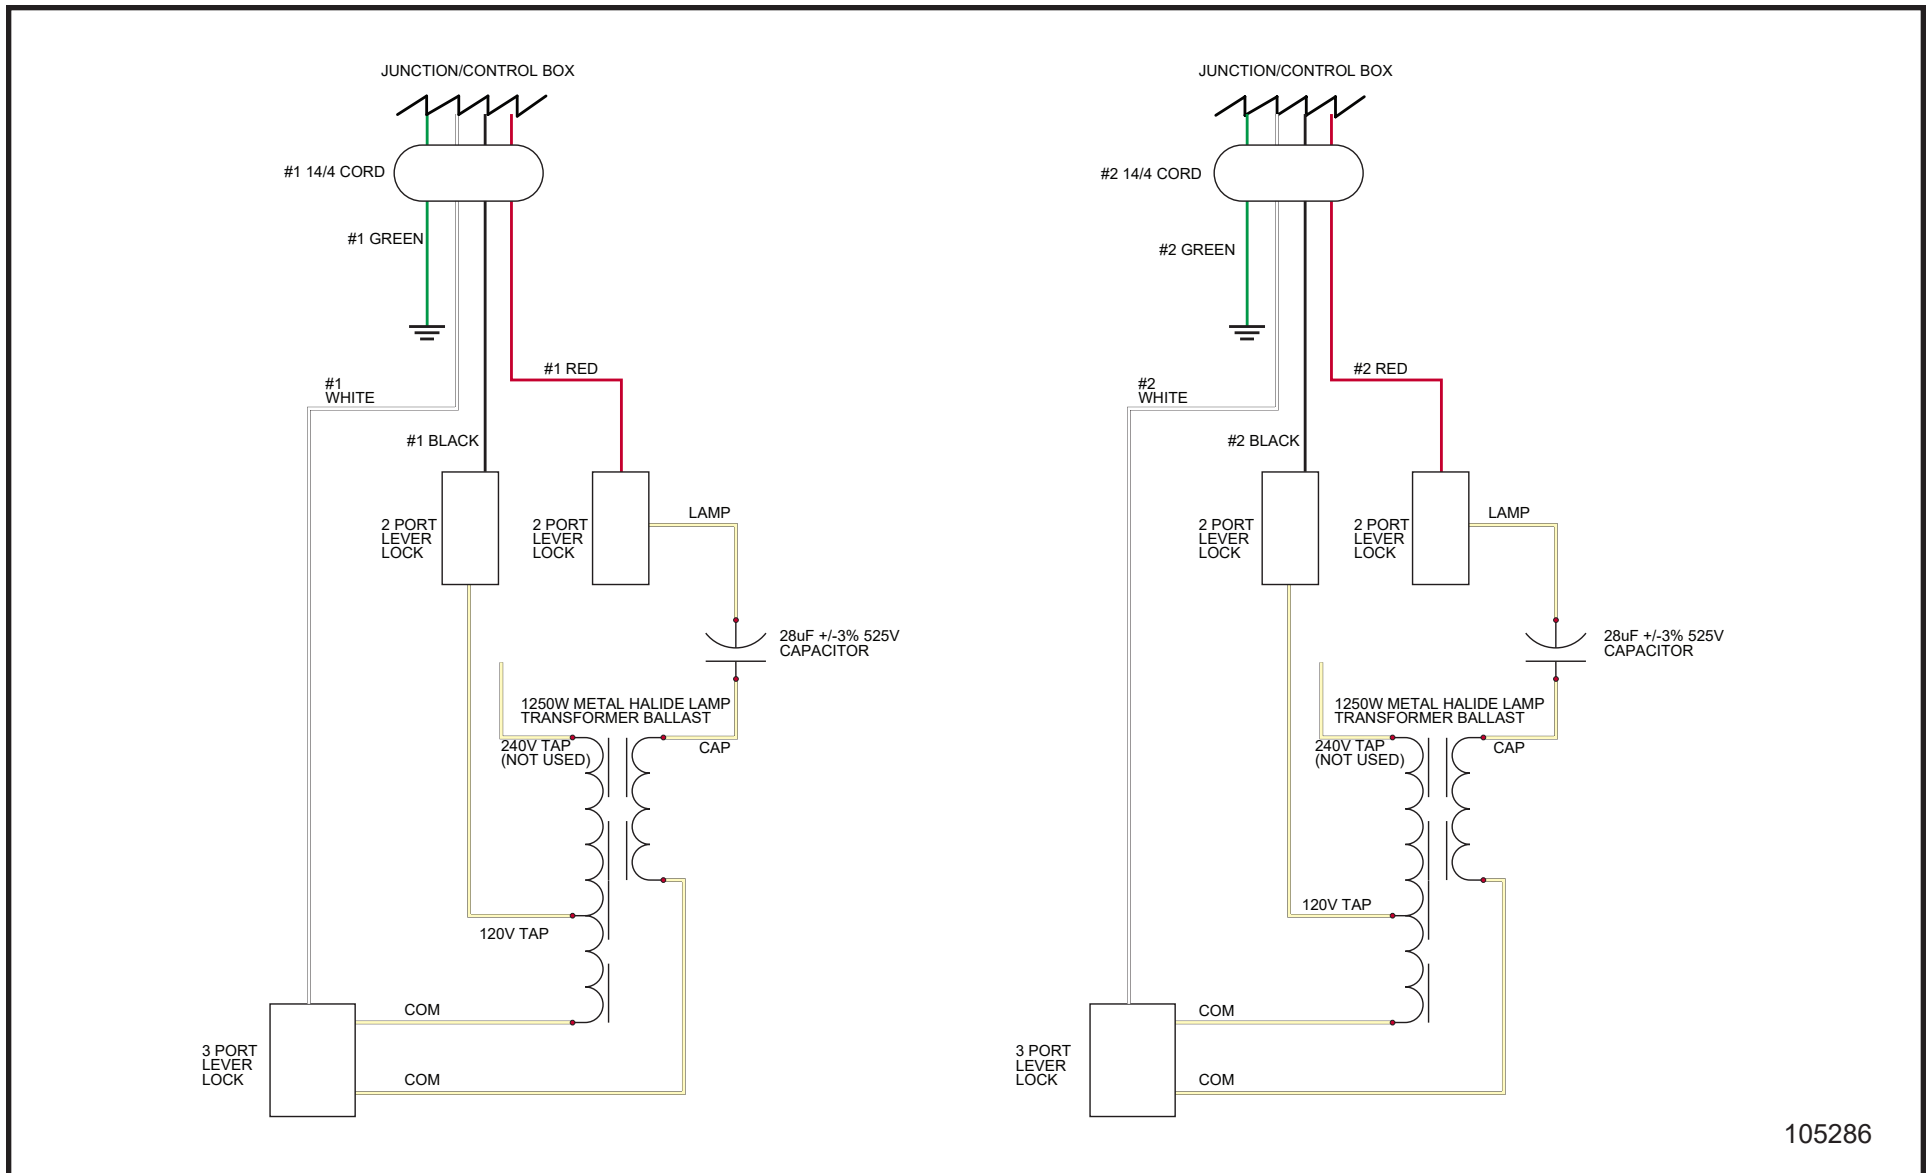 JUNCTION/CONTROL BOX
#1 14/4 CORD
#1 GREEN
#1 RED
#1
WHITE
#1 BLACK
2 PORT
LEVER
LOCK
2 PORT
LEVER
LOCK
LAMP
28uF +/-3% 525V
CAPACITOR
1250W METAL HALIDE LAMP
TRANSFORMER BALLAST
240V TAP
(NOT USED)
CAP
120V TAP
COM
3 PORT
LEVER
LOCK
COM
JUNCTION/CONTROL BOX
#2 14/4 CORD
#2 GREEN
#2 RED
#2
WHITE
#2 BLACK
2 PORT
LEVER
LOCK
2 PORT
LEVER
LOCK
LAMP
28uF +/-3% 525V
CAPACITOR
1250W METAL HALIDE LAMP
TRANSFORMER BALLAST
240V TAP
(NOT USED)
CAP
120V TAP
COM
3 PORT
LEVER
LOCK
COM
105286